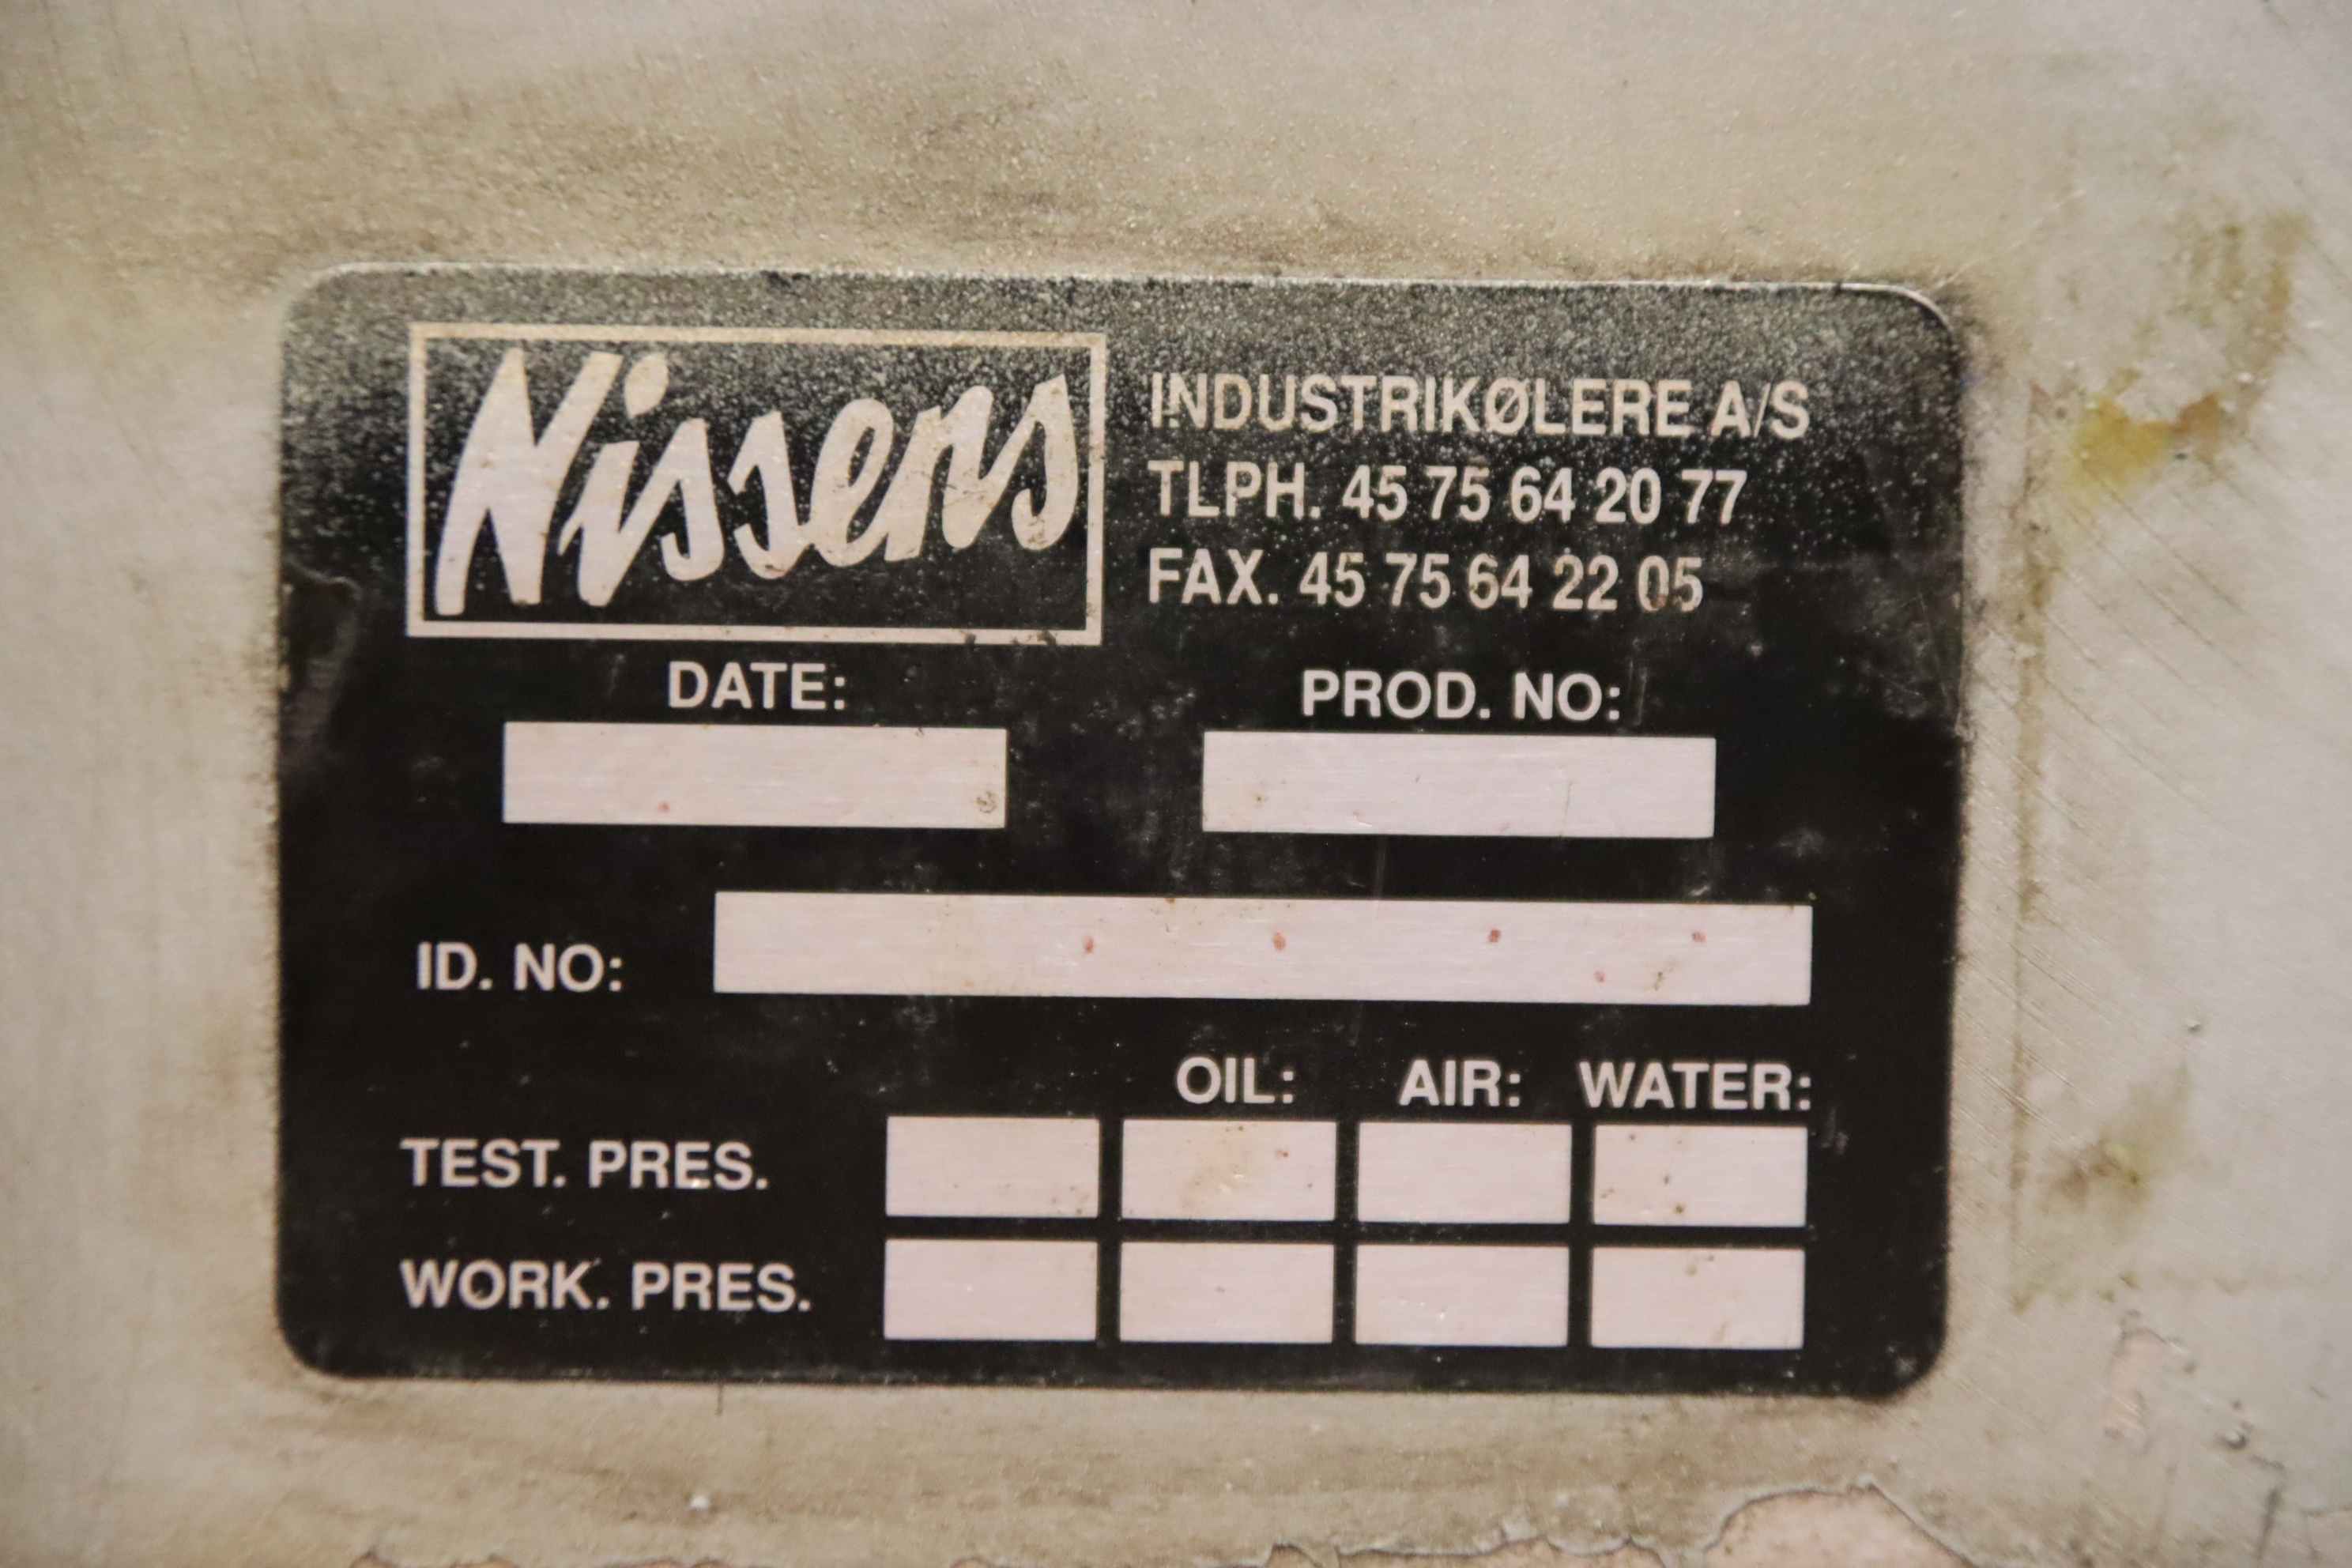 Nissens
INDUSTRIKØLERE A/S
TLPH. 45 75 64 20 77
FAX. 45 75 64 22 05
DATE: PROD. NO:
ID. NO:
OIL: AIR: WATER:
TEST. PRES.
WORK. PRES.